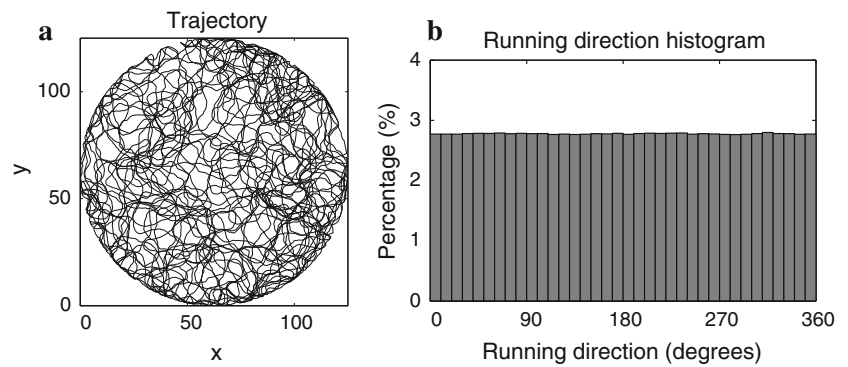 a
Trajectory
y
100
50
0
0 50 100
x
b
Running direction histogram
Percentage (%)
4
3
2
1
0
0 90 180 270 360
Running direction (degrees)